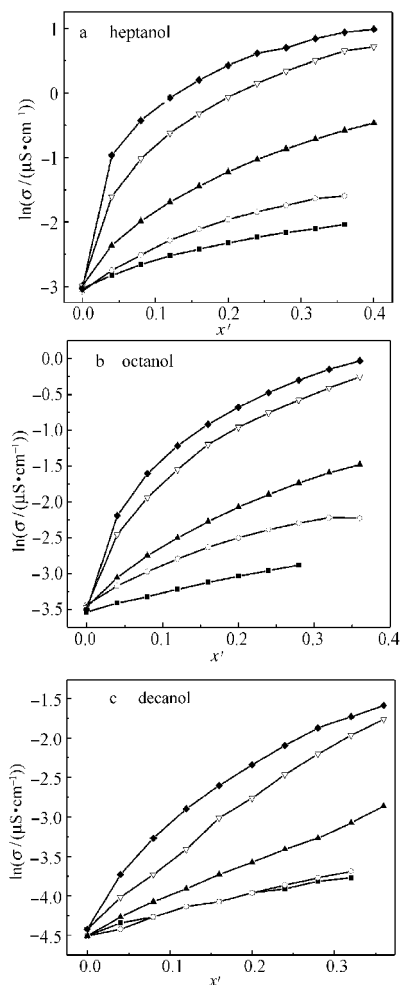 a heptanol
ln(σ/(μS•cm⁻¹))
1
0
−1
−2
−3
0.0 0.1 0.2 0.3 0.4
x′
b octanol
ln(σ/(μS•cm⁻¹))
0.0
−0.5
−1.0
−1.5
−2.0
−2.5
−3.0
−3.5
0.0 0.1 0.2 0.3 0.4
x′
c decanol
ln(σ/(μS•cm⁻¹))
−1.5
−2.0
−2.5
−3.0
−3.5
−4.0
−4.5
0.0 0.1 0.2 0.3
x′